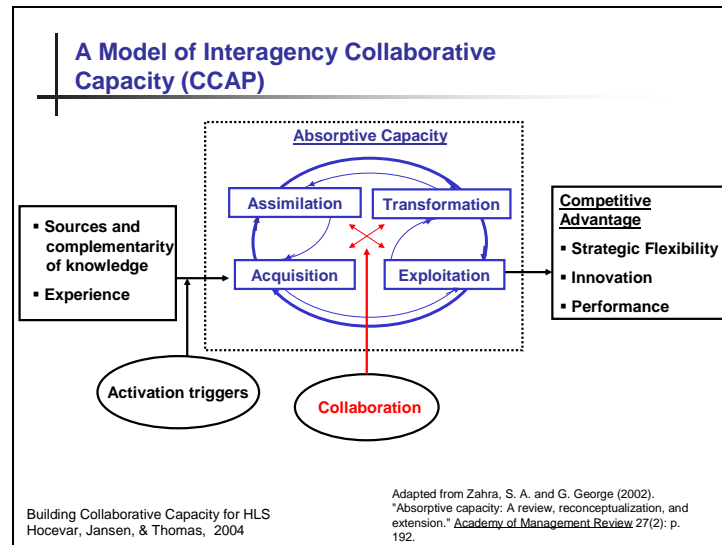 A Model of Interagency Collaborative
Capacity (CCAP)
Absorptive Capacity
▪ Sources and
complementarity
of knowledge
▪ Experience
Assimilation
Transformation
Acquisition
Exploitation
Competitive
Advantage
▪ Strategic Flexibility
▪ Innovation
▪ Performance
Activation triggers
Collaboration
Building Collaborative Capacity for HLS
Hocevar, Jansen, & Thomas, 2004
Adapted from Zahra, S. A. and G. George (2002).
"Absorptive capacity: A review, reconceptualization, and
extension." Academy of Management Review 27(2): p.
192.